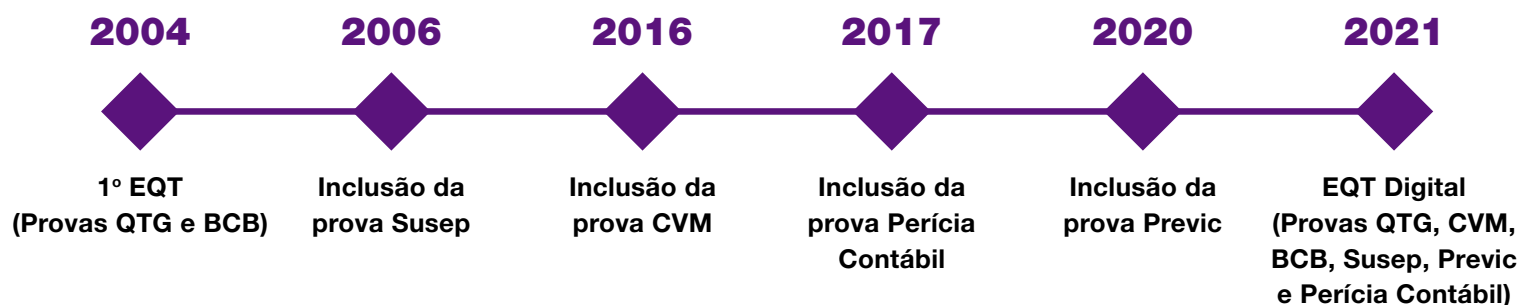 2004
1º EQT
(Provas QTG e BCB)
2006
Inclusão da
prova Susep
2016
Inclusão da
prova CVM
2017
Inclusão da
prova Perícia
Contábil
2020
Inclusão da
prova Previc
2021
EQT Digital
(Provas QTG, CVM,
BCB, Susep, Previc
e Perícia Contábil)